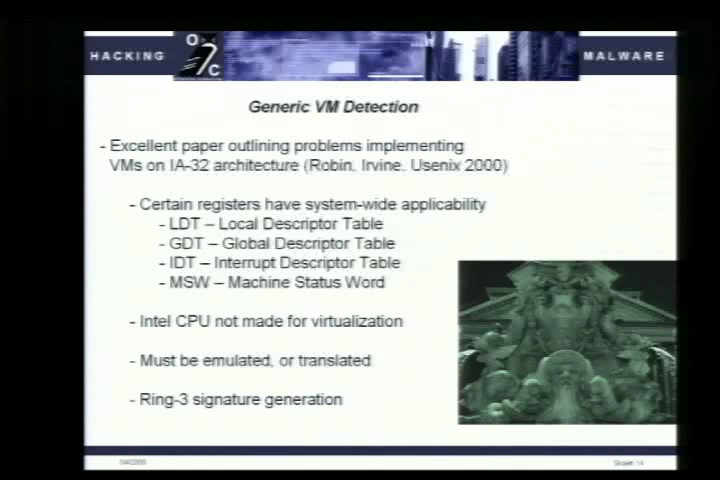 HACKING
O C
MALWARE
Generic VM Detection
- Excellent paper outlining problems implementing
VMs on IA-32 architecture (Robin, Irvine, Usenix 2000)
- Certain registers have system-wide applicability
- LDT – Local Descriptor Table
- GDT – Global Descriptor Table
- IDT – Interrupt Descriptor Table
- MSW – Machine Status Word
- Intel CPU not made for virtualization
- Must be emulated, or translated
- Ring-3 signature generation